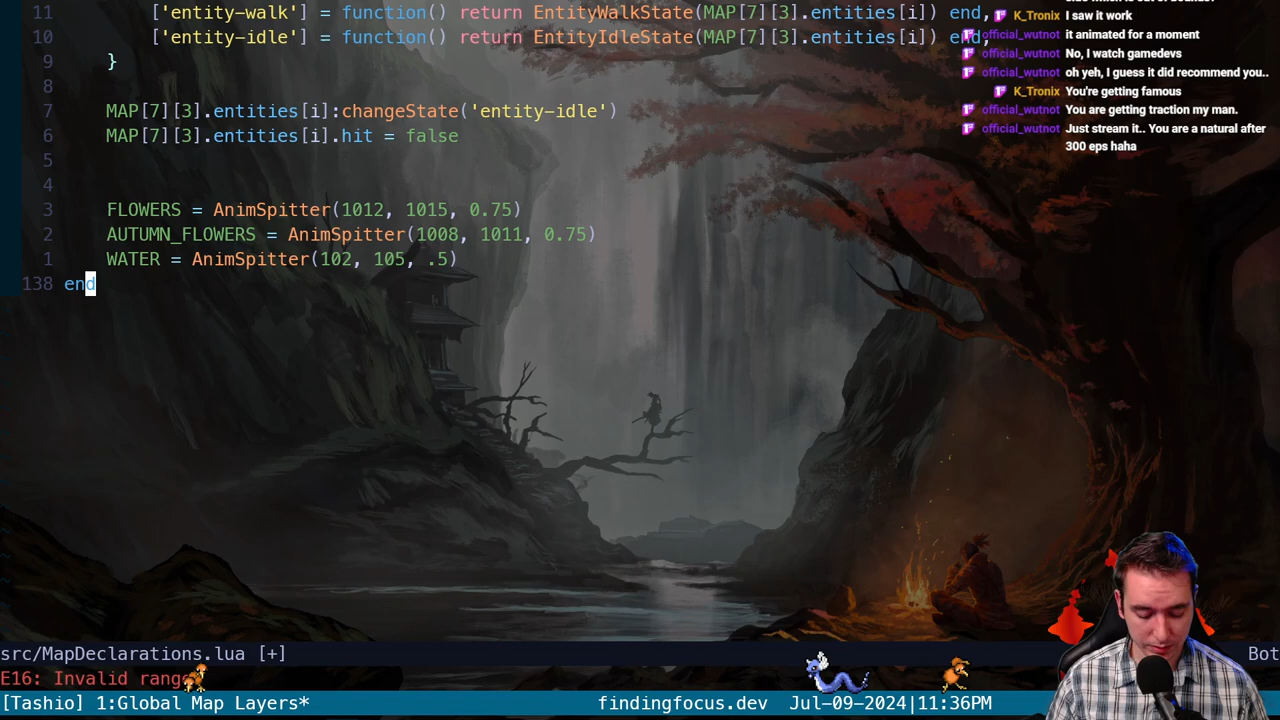 11         ['entity-walk'] = function() return EntityWalkState(MAP[7][3].entities[i]) end,
10         ['entity-idle'] = function() return EntityIdleState(MAP[7][3].entities[i]) end,
9     }
8
7     MAP[7][3].entities[i]:changeState('entity-idle')
6     MAP[7][3].entities[i].hit = false
5
4
3     FLOWERS = AnimSpitter(1012, 1015, 0.75)
2     AUTUMN_FLOWERS = AnimSpitter(1008, 1011, 0.75)
1     WATER = AnimSpitter(102, 105, .5)
138 end
K_Tronix I saw it work
official_wutnot it animated for a moment
official_wutnot No, I watch gamedevs
official_wutnot oh yeh, I guess it did recommend you..
K_Tronix You're getting famous
official_wutnot You are getting traction my man.
official_wutnot Just stream it.. You are a natural after
300 eps haha
src/MapDeclarations.lua [+] Bot
E16: Invalid range
[Tashio] 1:Global Map Layers* findingfocus.dev Jul-09-2024|11:36PM